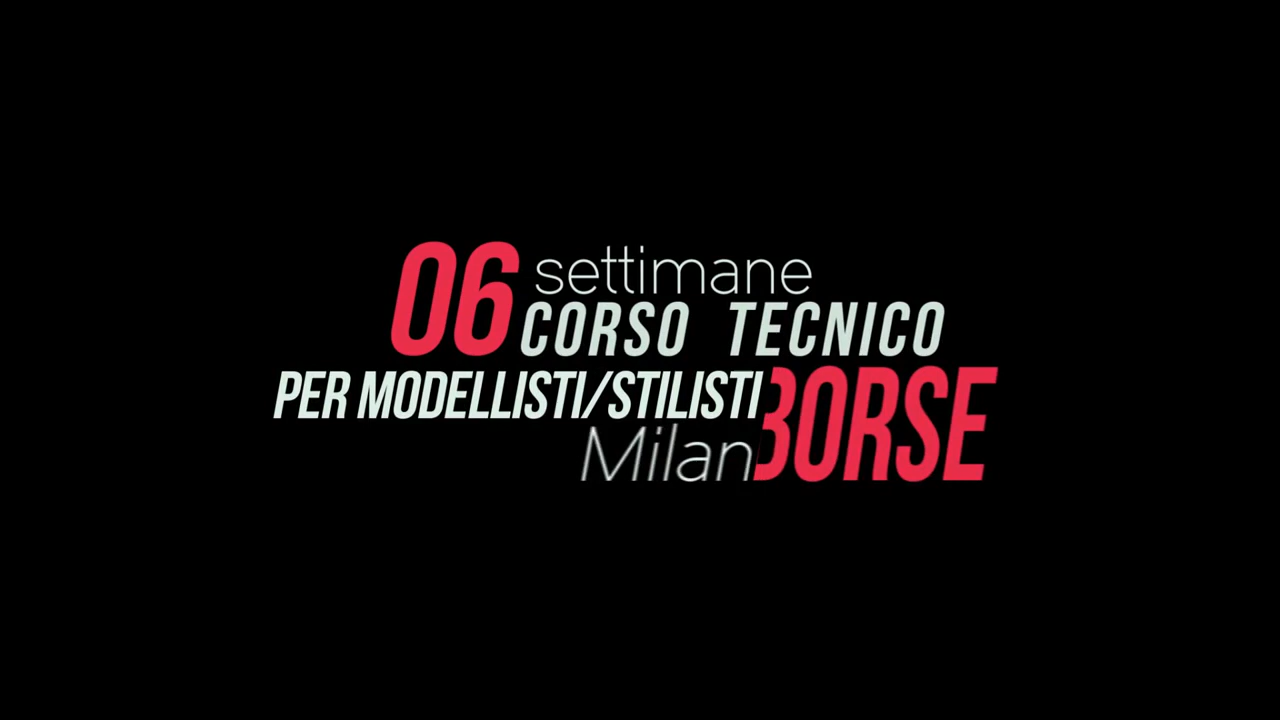 06 settimane
CORSO TECNICO
PER MODELLISTI/STILISTI BORSE
Milan